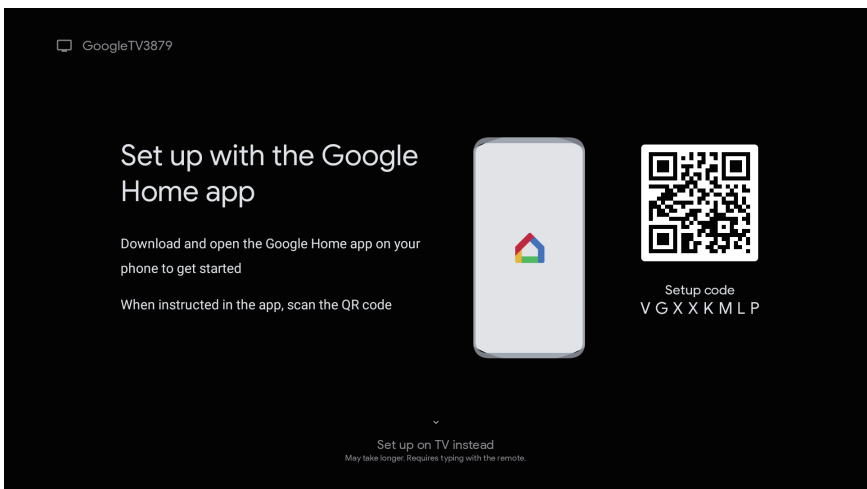 GoogleTV3879
Set up with the Google
Home app
Download and open the Google Home app on your
phone to get started
When instructed in the app, scan the QR code
Setup code
VGXXKMLP
Set up on TV instead
May take longer. Requires typing with the remote.